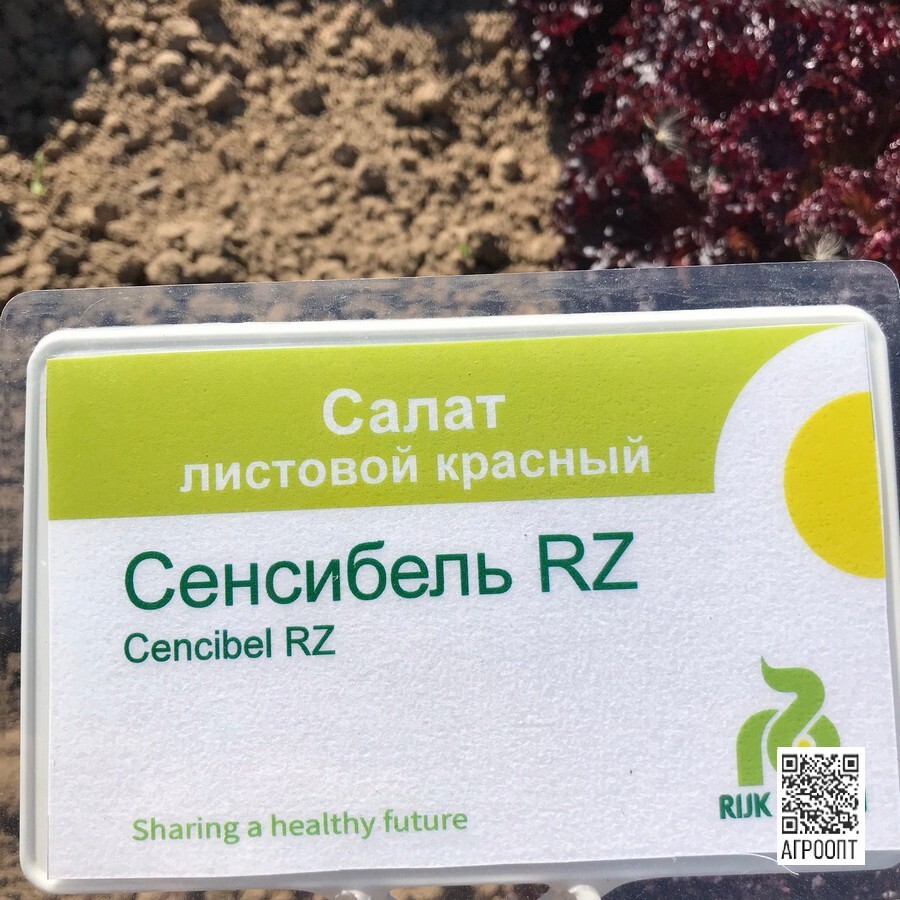 Салат
листовой красный
Сенсибель RZ
Cencibel RZ
RIJK
Sharing a healthy future
АГРООПТ